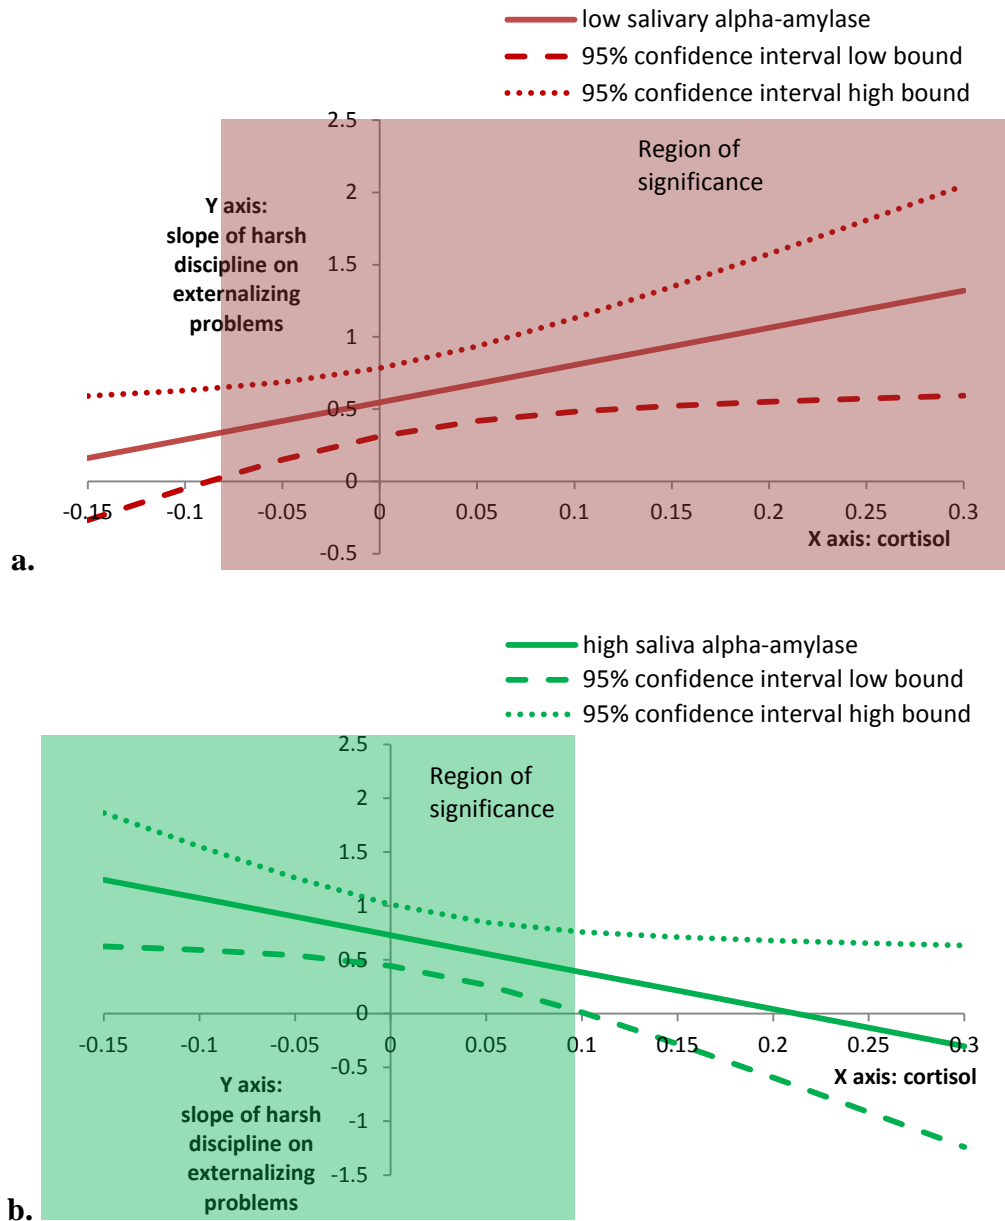 low salivary alpha-amylase
95% confidence interval low bound
95% confidence interval high bound
2.5
Region of
significance
2
Y axis:
slope of harsh
discipline on
externalizing
problems
1.5
1
0.5
0
-0.15 -0.1 -0.05 0 0.05 0.1 0.15 0.2 0.25 0.3
X axis: cortisol
-0.5
a.
high saliva alpha-amylase
95% confidence interval low bound
95% confidence interval high bound
2.5
Region of
significance
2
1.5
1
0.5
0
-0.15 -0.1 -0.05 0 0.05 0.1 0.15 0.2 0.25 0.3
X axis: cortisol
-0.5
Y axis:
slope of harsh
discipline on
externalizing
problems
-1
-1.5
b.